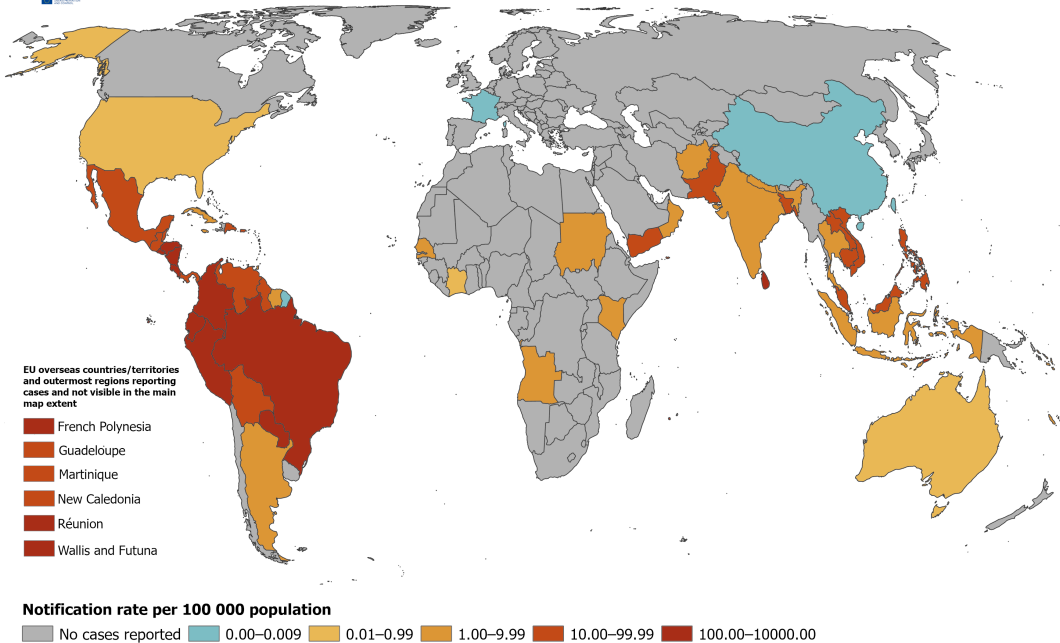 EU overseas countries/territories
and outermost regions reporting
cases and not visible in the main
map extent
French Polynesia
Guadeloupe
Martinique
New Caledonia
Réunion
Wallis and Futuna
Notification rate per 100 000 population
No cases reported
0.00–0.009
0.01–0.99
1.00–9.99
10.00–99.99
100.00–10000.00